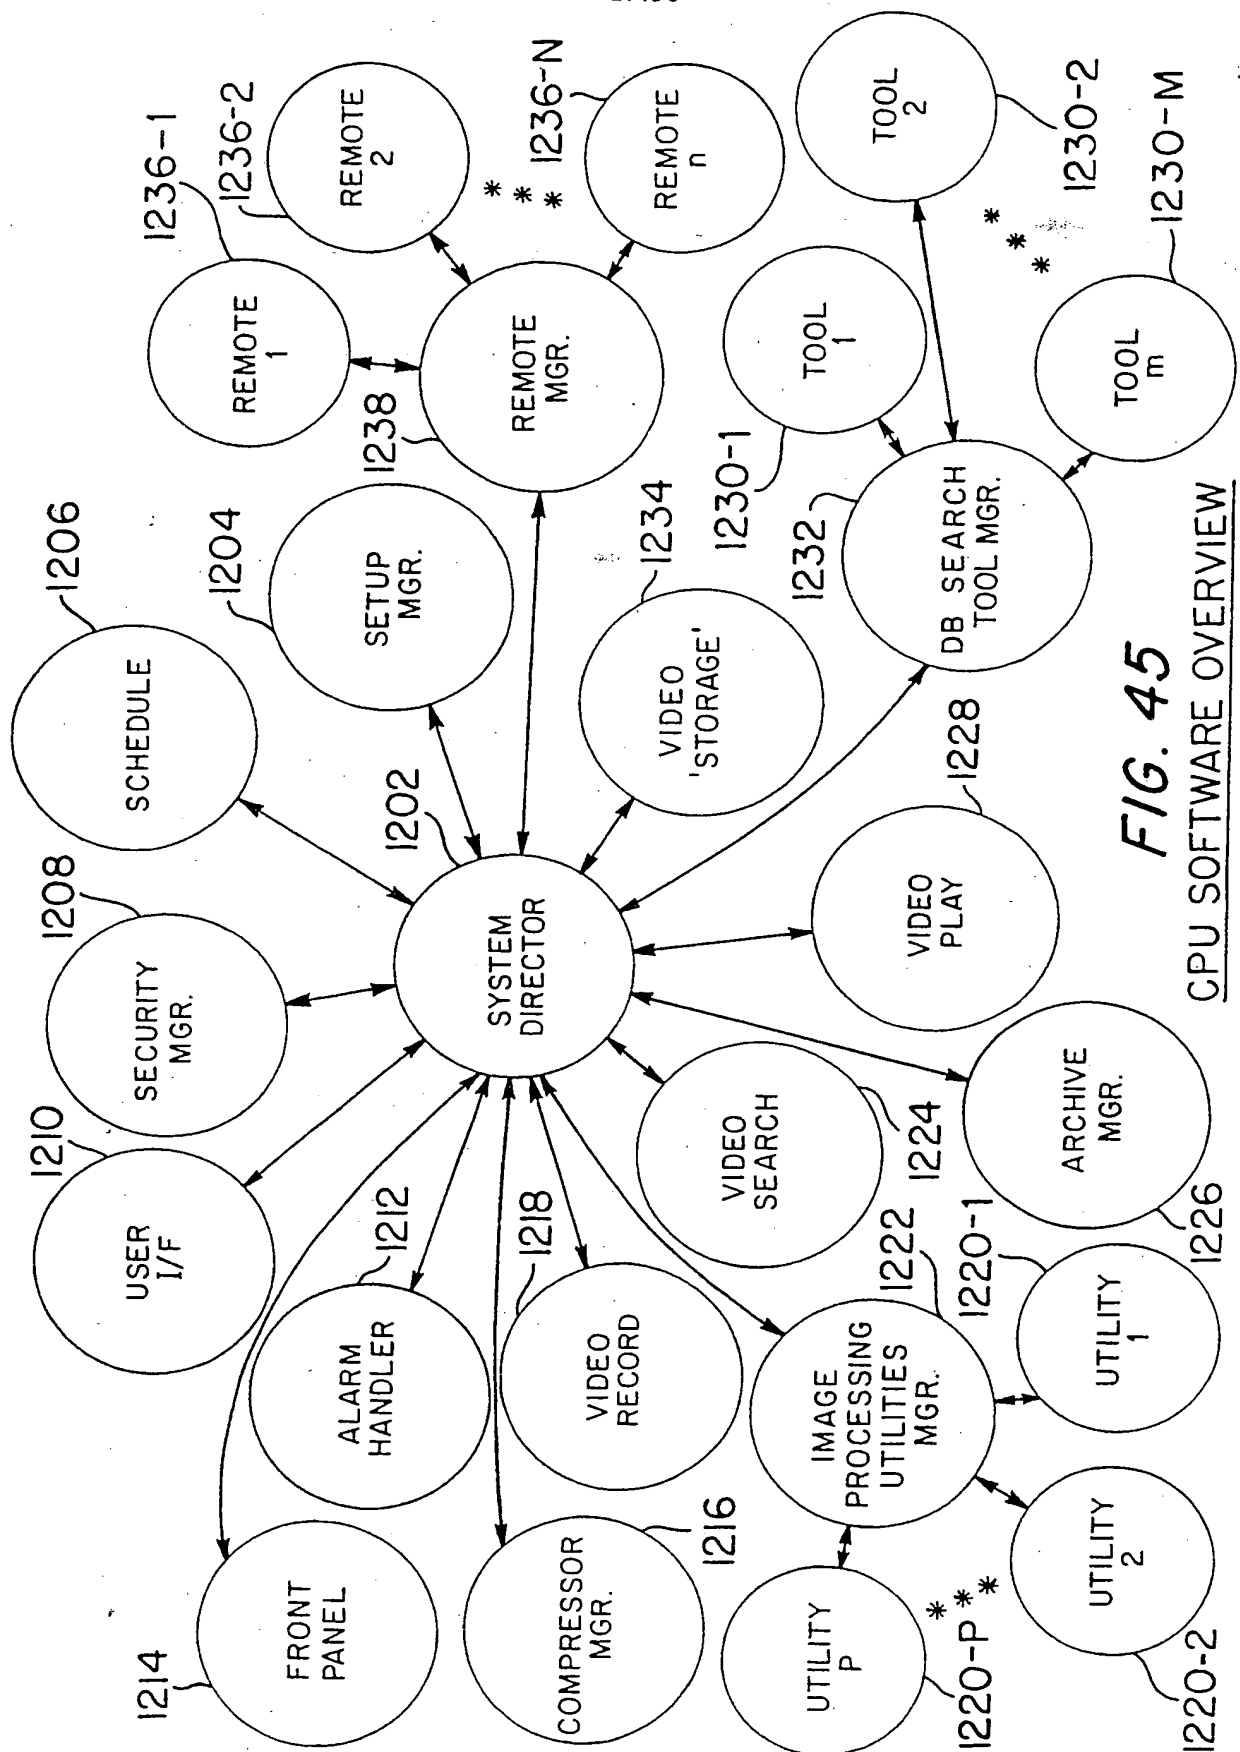 1210
USER
I/F
1208
SECURITY
MGR.
1206
SCHEDULE
1204
SETUP
MGR.
1236-1
REMOTE
1
1236-2
REMOTE
2
* * *
1236-N
REMOTE
n
1238
REMOTE
MGR.
1214
FRONT
PANEL
1212
ALARM
HANDLER
1202
SYSTEM
DIRECTOR
1234
VIDEO
'STORAGE'
1216
COMPRESSOR
MGR.
1218
VIDEO
RECORD
1230-1
TOOL
1
TOOL
2
1230-2
* * *
TOOL
m
1230-M
1232
DB SEARCH
TOOL MGR.
VIDEO
SEARCH
1224
VIDEO
PLAY
1228
1222
IMAGE
PROCESSING
UTILITIES
MGR.
UTILITY
P
1220-P
* * *
UTILITY
2
1220-2
1220-1
UTILITY
1
ARCHIVE
MGR.
1226
FIG. 45
CPU SOFTWARE OVERVIEW